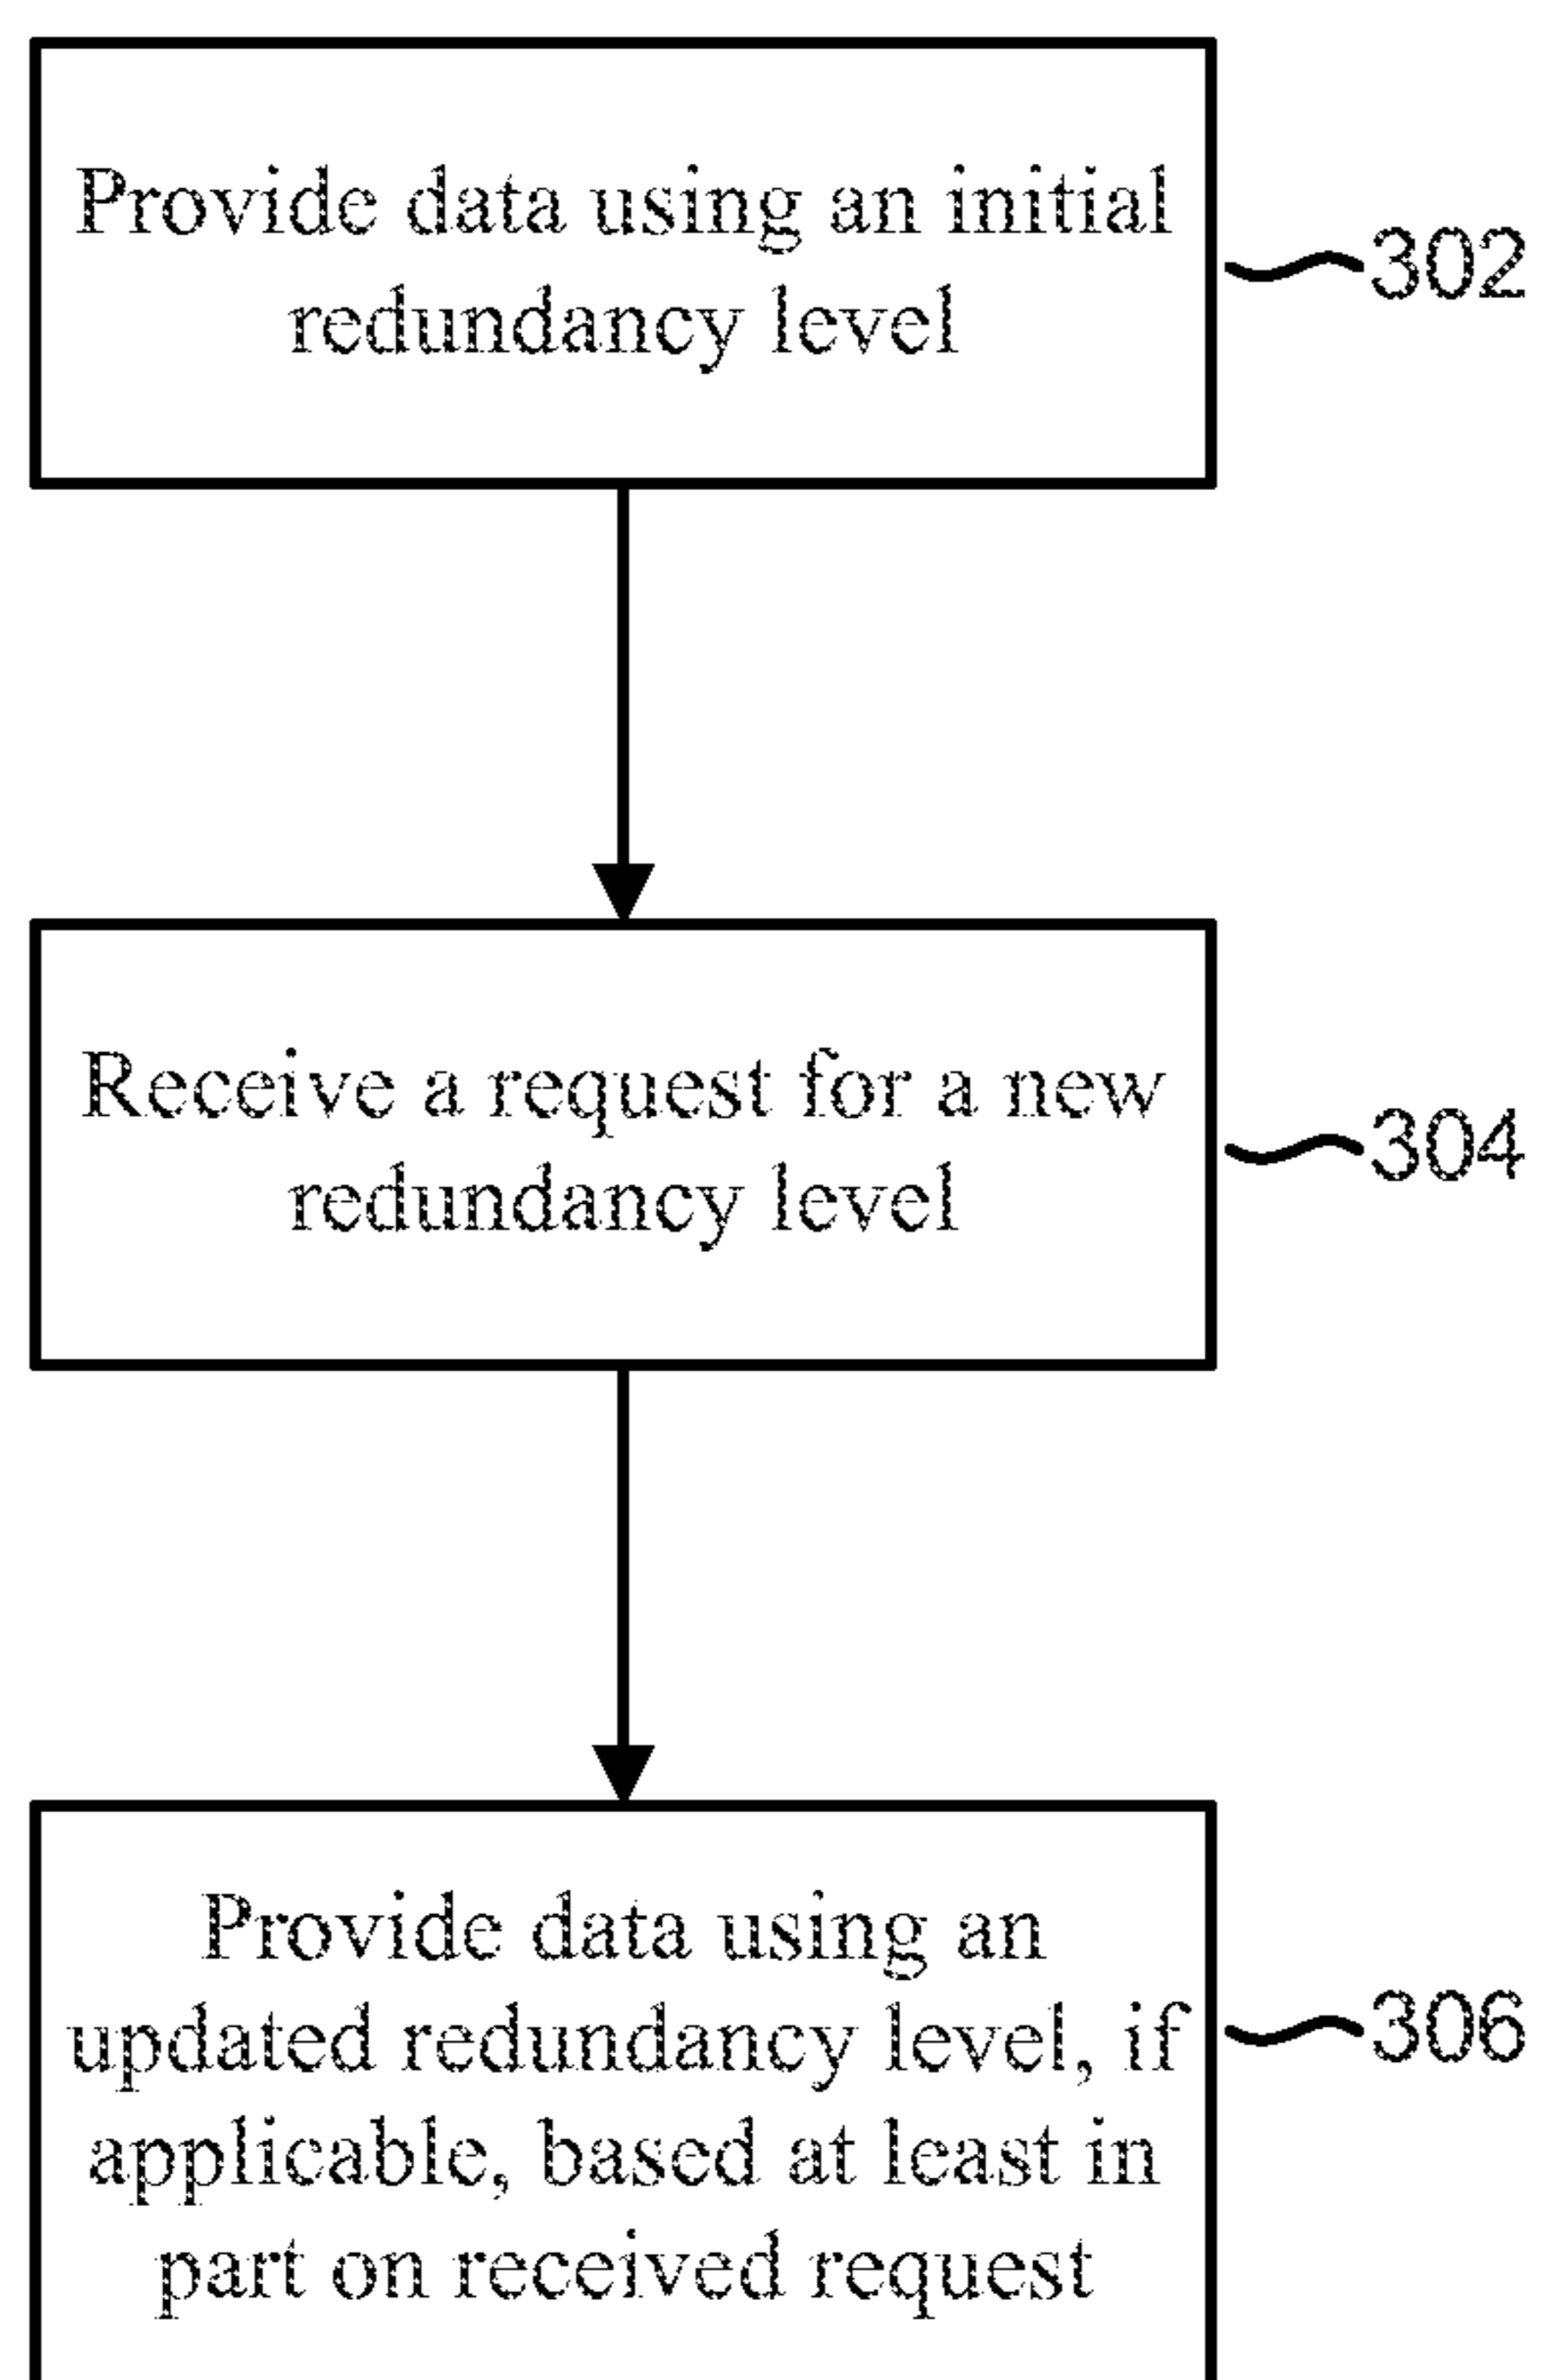 Provide data using an initial
redundancy level
302
Receive a request for a new
redundancy level
304
Provide data using an
updated redundancy level, if
applicable, based at least in
part on received request
306